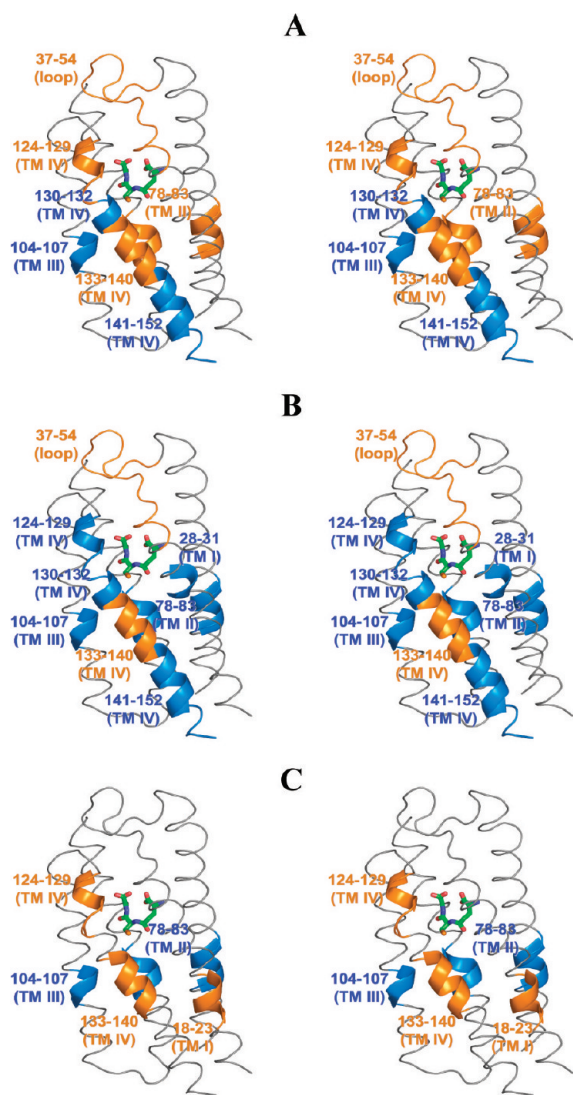 A
37-54
(loop)
124-129
(TM IV)
130-132
(TM IV)
78-83
(TM II)
104-107
(TM III)
133-140
(TM IV)
141-152
(TM IV)
37-54
(loop)
124-129
(TM IV)
130-132
(TM IV)
78-83
(TM II)
104-107
(TM III)
133-140
(TM IV)
141-152
(TM IV)
B
37-54
(loop)
124-129
(TM IV)
28-31
(TM I)
130-132
(TM IV)
78-83
(TM II)
104-107
(TM III)
133-140
(TM IV)
141-152
(TM IV)
37-54
(loop)
124-129
(TM IV)
28-31
(TM I)
130-132
(TM IV)
78-83
(TM II)
104-107
(TM III)
133-140
(TM IV)
141-152
(TM IV)
C
124-129
(TM IV)
78-83
(TM II)
104-107
(TM III)
133-140
(TM IV)
18-23
(TM I)
124-129
(TM IV)
78-83
(TM II)
104-107
(TM III)
133-140
(TM IV)
18-23
(TM I)